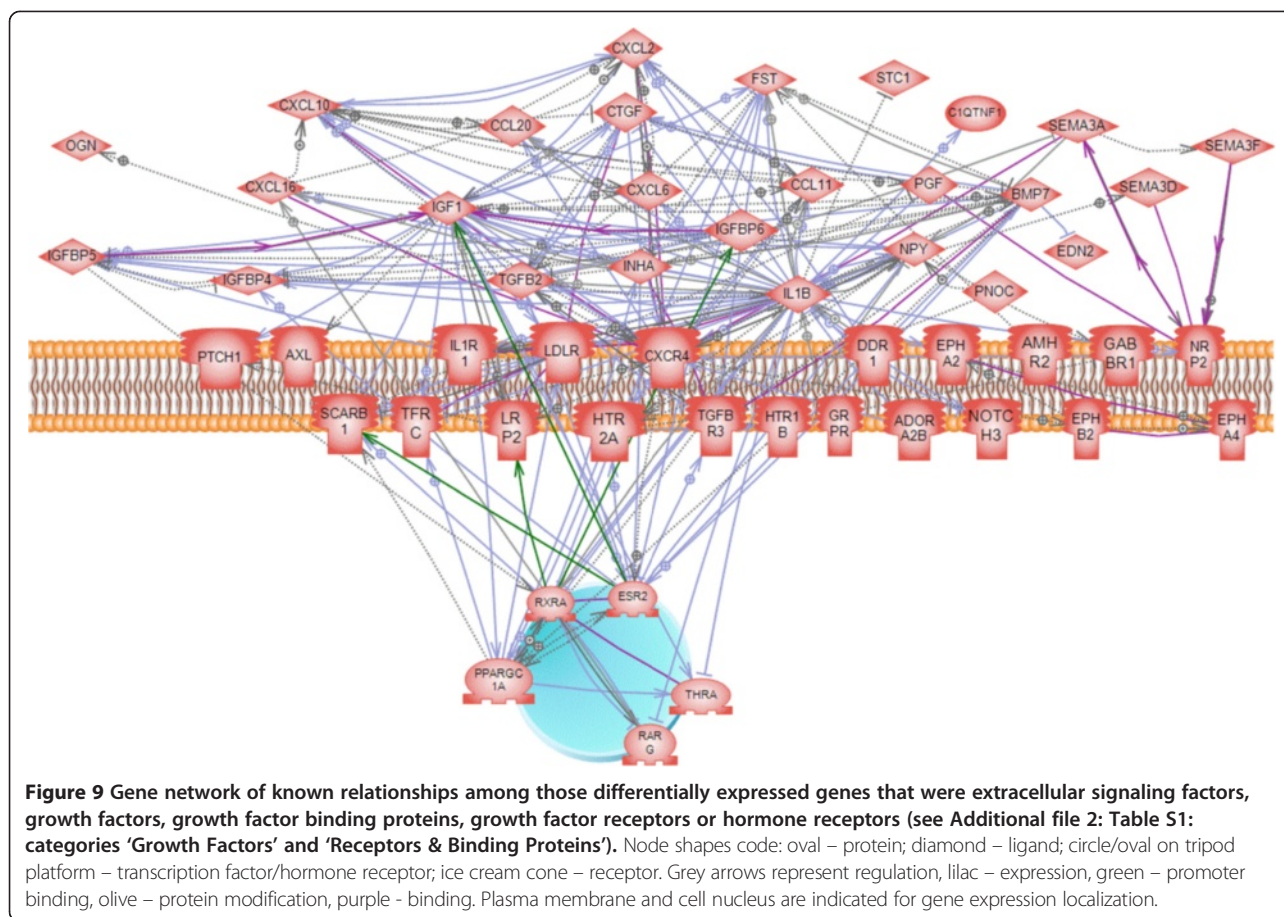 CXCL2
FST
STC1
CXCL10
CTGF
C1QTNF1
CCL20
SEMA3A
OGN
SEMA3F
CXCL16
CXCL6
CCL11
PGF
SEMA3D
IGF1
BMP7
IGFBP6
IGFBP5
NPY
EDN2
IGFBP4
TGFB2
INHA
IL1B
PNOC
PTCH1
AXL
IL1R
1
LDLR
CXCR4
DDR
1
EPH
A2
AMH
R2
GAB
BR1
NR
P2
SCARB
1
TFR
C
LR
P2
HTR
2A
TGFB
R3
HTR1
B
GR
PR
ADOR
A2B
NOTC
H3
EPH
B2
EPH
A4
RXRA
ESR2
PPARGC
1A
THRA
RAR
G
Figure 9 Gene network of known relationships among those differentially expressed genes that were extracellular signaling factors,
growth factors, growth factor binding proteins, growth factor receptors or hormone receptors (see Additional file 2: Table S1:
categories ‘Growth Factors’ and ‘Receptors & Binding Proteins’). Node shapes code: oval – protein; diamond – ligand; circle/oval on tripod
platform – transcription factor/hormone receptor; ice cream cone – receptor. Grey arrows represent regulation, lilac – expression, green – promoter
binding, olive – protein modification, purple - binding. Plasma membrane and cell nucleus are indicated for gene expression localization.